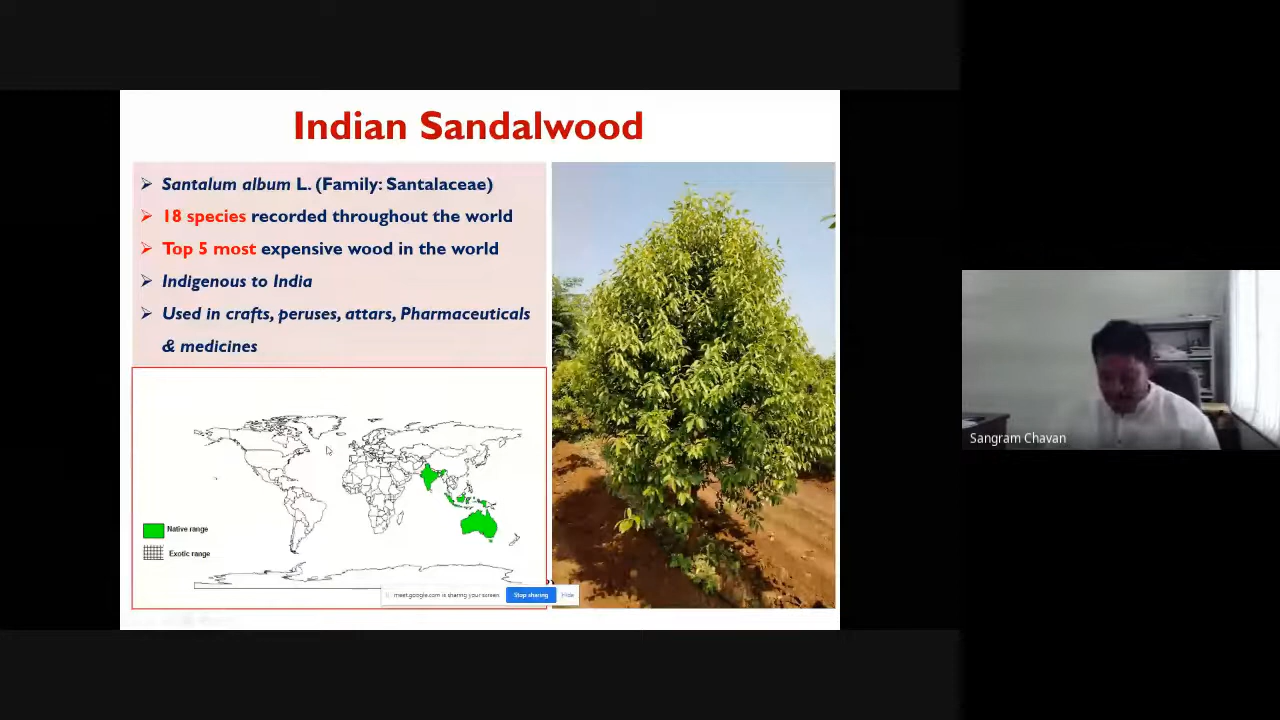 Indian Sandalwood
Santalum album L. (Family: Santalaceae)
18 species recorded throughout the world
Top 5 most expensive wood in the world
Indigenous to India
Used in crafts, peruses, attars, Pharmaceuticals
& medicines
Native range
Exotic range
meet.google.com is sharing your screen
Stop sharing
Hide
Sangram Chavan